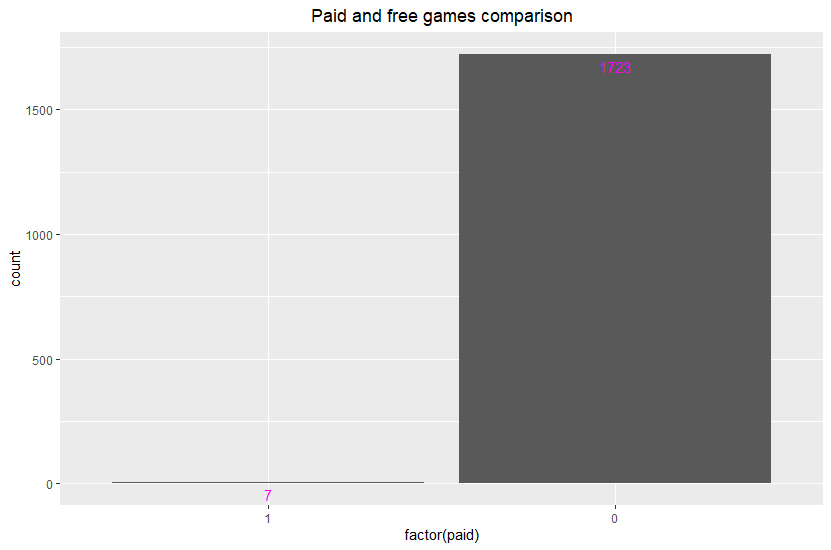 Paid and free games comparison
1723
1500
1000
count
500
0
7
1 0
factor(paid)